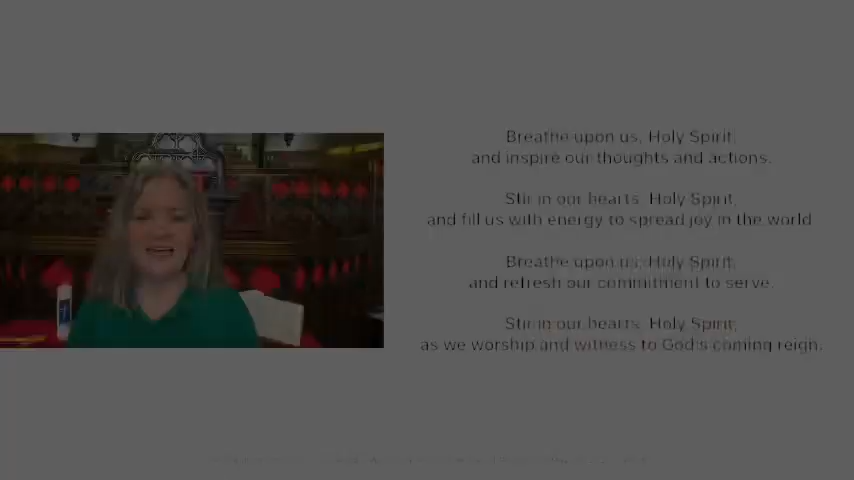 Breathe upon us, Holy Spirit,
and inspire our thoughts and actions.
Stir in our hearts, Holy Spirit,
and fill us with energy to spread joy in the world
Breathe upon us, Holy Spirit,
and refresh our commitment to serve.
Stir in our hearts, Holy Spirit,
as we worship and witness to God's coming reign.